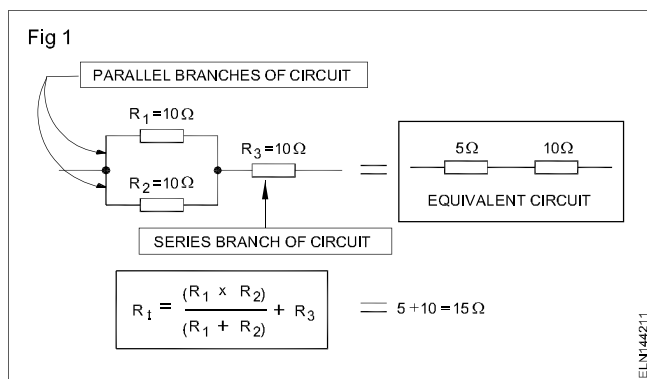 Fig 1
PARALLEL BRANCHES OF CIRCUIT
R1=10Ω
R2=10Ω
R3=10Ω
=
5Ω
10Ω
EQUIVALENT CIRCUIT
SERIES BRANCH OF CIRCUIT
Rt = (R1 x R2) / (R1 + R2) + R3
= 5+10=15Ω
ELN144211